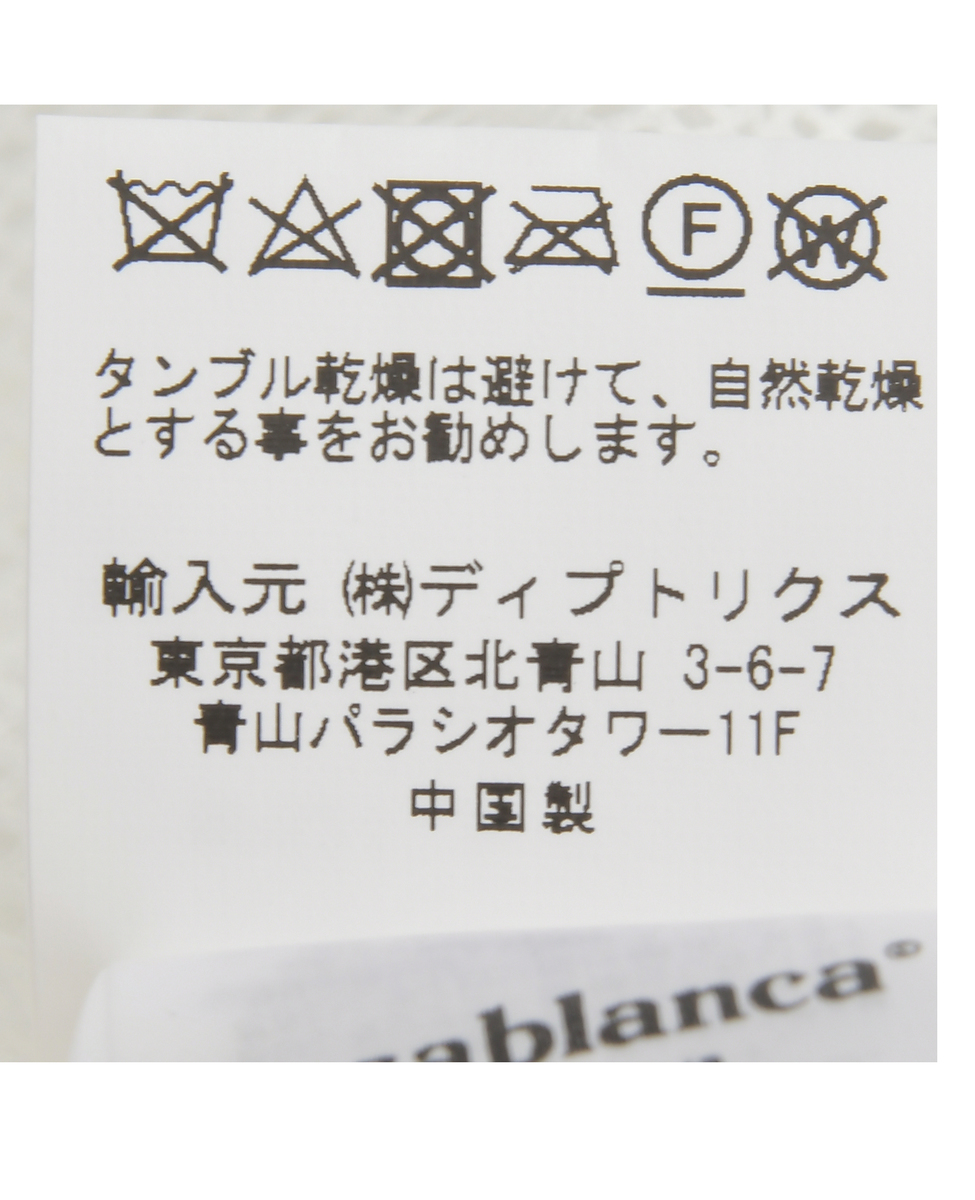 F
W
タンブル乾燥は避けて、自然乾燥
とする事をお勧めします。
輸入元 ㈱ディプトリクス
東京都港区北青山 3-6-7
青山パラシオタワー11F
中国製
ablanca©